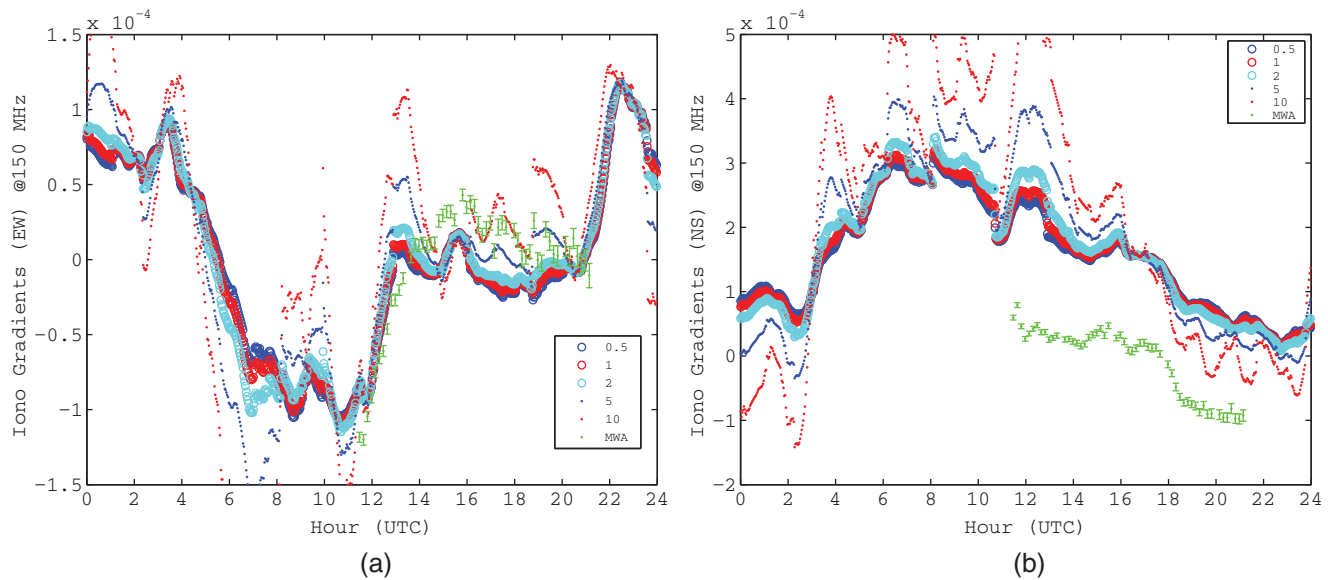 x 10⁻⁴
1.5
1
0.5
0
−0.5
−1
−1.5
0 2 4 6 8 10 12 14 16 18 20 22 24
Hour (UTC)
Iono Gradients (EW) @150 MHz
0.5
1
2
5
10
MWA
(a)
x 10⁻⁴
5
4
3
2
1
0
−1
−2
0 2 4 6 8 10 12 14 16 18 20 22 24
Hour (UTC)
Iono Gradients (NS) @150 MHz
0.5
1
2
5
10
MWA
(b)